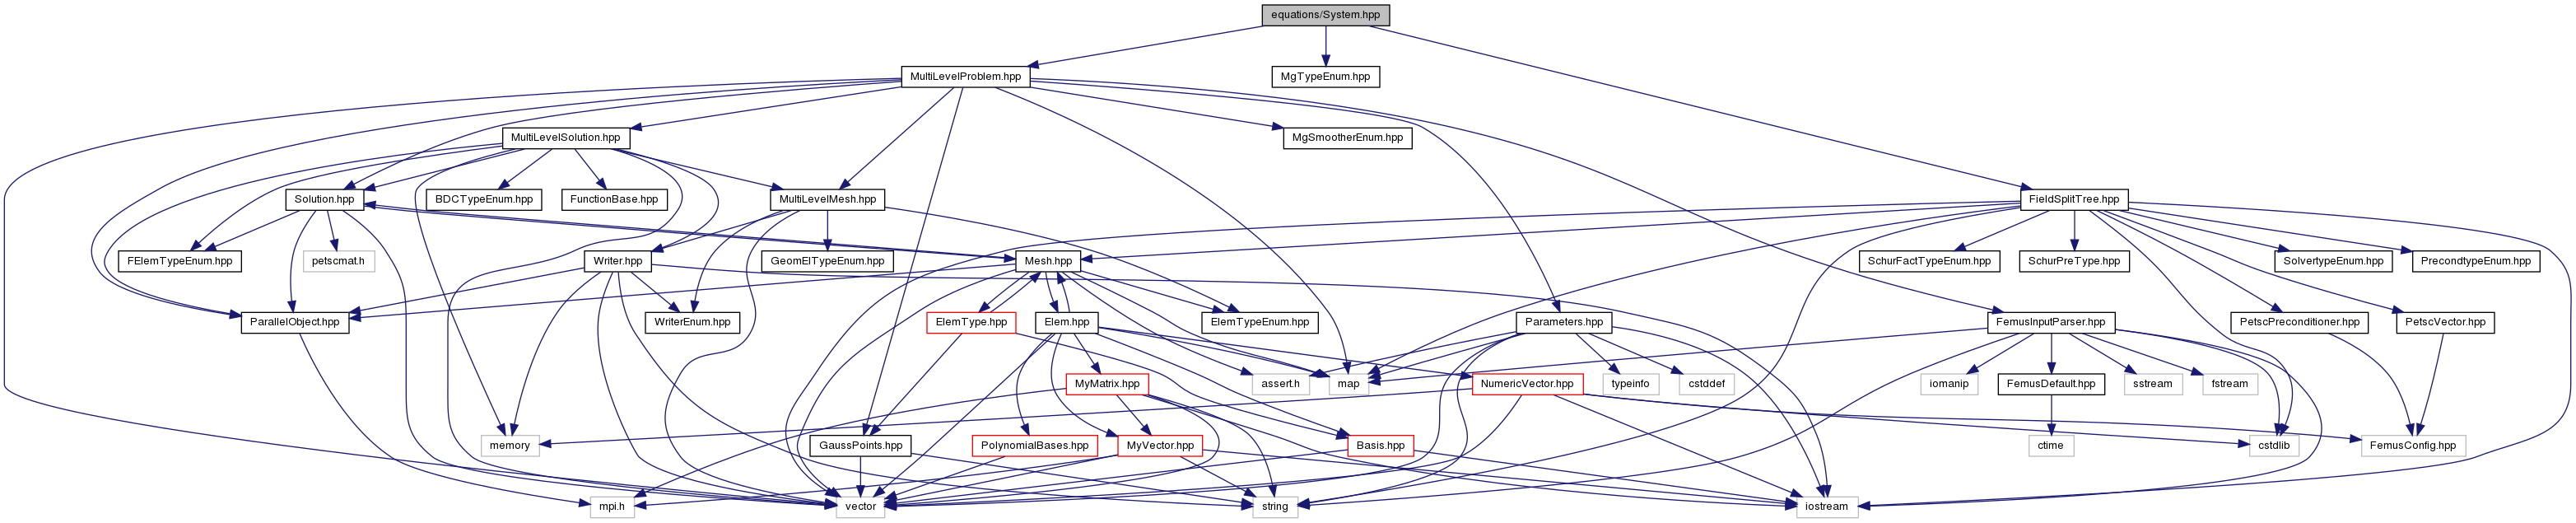 equations/System.hpp
MultiLevelProblem.hpp
MgTypeEnum.hpp
MultiLevelSolution.hpp
MgSmootherEnum.hpp
Solution.hpp
BDCTypeEnum.hpp
FunctionBase.hpp
MultiLevelMesh.hpp
FieldSplitTree.hpp
FElemTypeEnum.hpp
petscmat.h
Writer.hpp
GeomElTypeEnum.hpp
Mesh.hpp
SchurFactTypeEnum.hpp
SchurPreType.hpp
SolvertypeEnum.hpp
PrecondtypeEnum.hpp
ParallelObject.hpp
WriterEnum.hpp
ElemType.hpp
Elem.hpp
ElemTypeEnum.hpp
Parameters.hpp
FemusInputParser.hpp
PetscPreconditioner.hpp
PetscVector.hpp
MyMatrix.hpp
assert.h
map
NumericVector.hpp
typeinfo
cstddef
iomanip
FemusDefault.hpp
sstream
fstream
memory
GaussPoints.hpp
PolynomialBases.hpp
MyVector.hpp
Basis.hpp
ctime
cstdlib
FemusConfig.hpp
mpi.h
vector
string
iostream